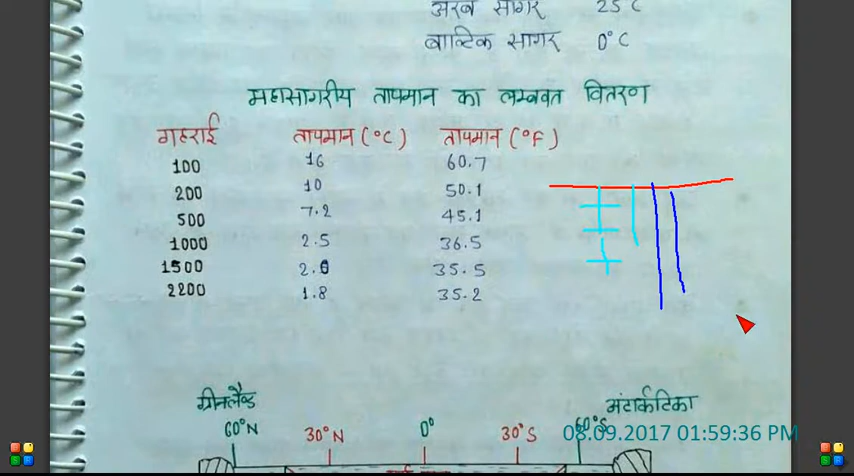 अरब सागर 25°C
बाल्टिक सागर 0°C
महासागरीय तापमान का लम्बवत वितरण
गहराई तापमान (°C) तापमान (°F)
100 16 60.7
200 10 50.1
500 7.2 45.1
1000 2.5 36.5
1500 2.0 35.5
2200 1.8 35.2
ग्रीनलैण्ड अंटार्कटिका
60°N 30°N 0° 30°S 60°S
08.09.2017 01:59:36 PM